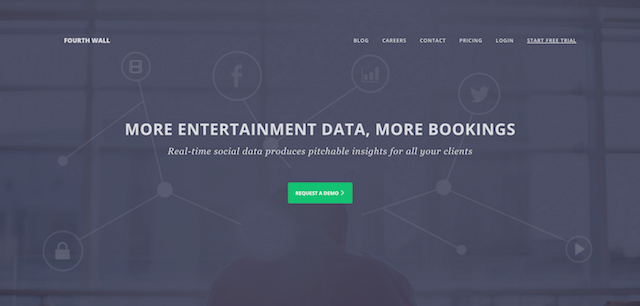 FOURTH WALL
BLOG CAREERS CONTACT PRICING LOGIN START FREE TRIAL
MORE ENTERTAINMENT DATA, MORE BOOKINGS
Real-time social data produces pitchable insights for all your clients
REQUEST A DEMO